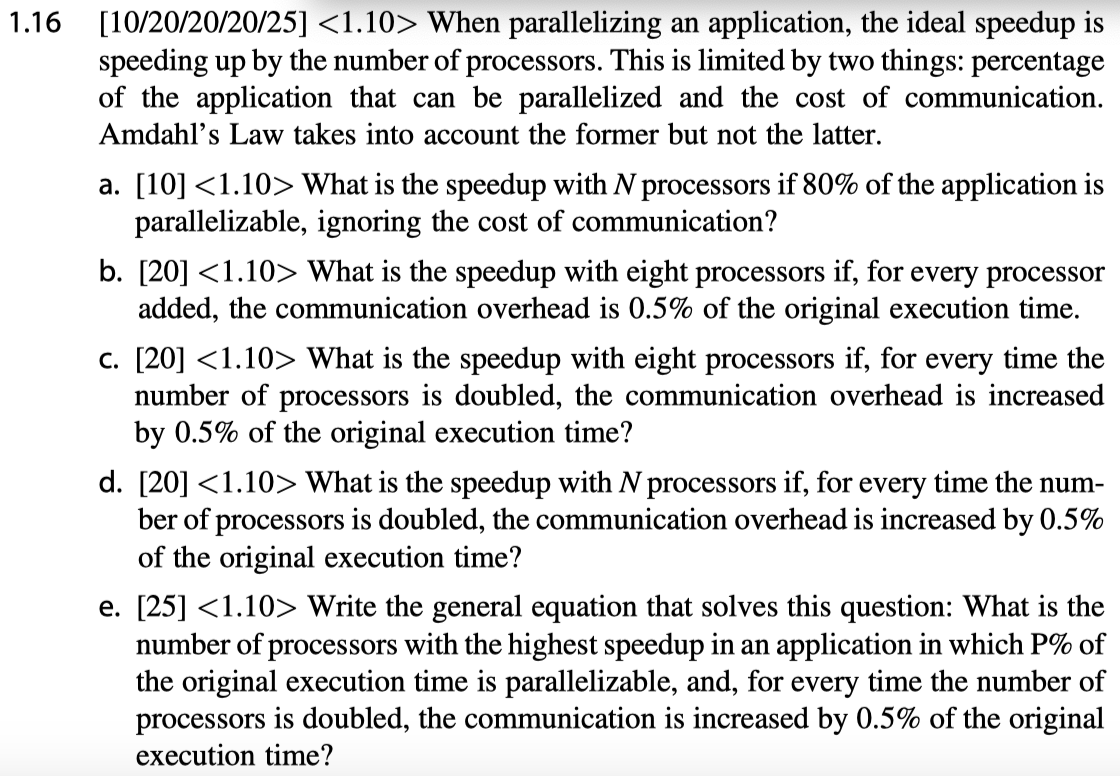 1.16 [10/20/20/20/25] <1.10> When parallelizing an application, the ideal speedup is
speeding up by the number of processors. This is limited by two things: percentage
of the application that can be parallelized and the cost of communication.
Amdahl’s Law takes into account the former but not the latter.
a. [10] <1.10> What is the speedup with N processors if 80% of the application is
parallelizable, ignoring the cost of communication?
b. [20] <1.10> What is the speedup with eight processors if, for every processor
added, the communication overhead is 0.5% of the original execution time.
c. [20] <1.10> What is the speedup with eight processors if, for every time the
number of processors is doubled, the communication overhead is increased
by 0.5% of the original execution time?
d. [20] <1.10> What is the speedup with N processors if, for every time the num-
ber of processors is doubled, the communication overhead is increased by 0.5%
of the original execution time?
e. [25] <1.10> Write the general equation that solves this question: What is the
number of processors with the highest speedup in an application in which P% of
the original execution time is parallelizable, and, for every time the number of
processors is doubled, the communication is increased by 0.5% of the original
execution time?